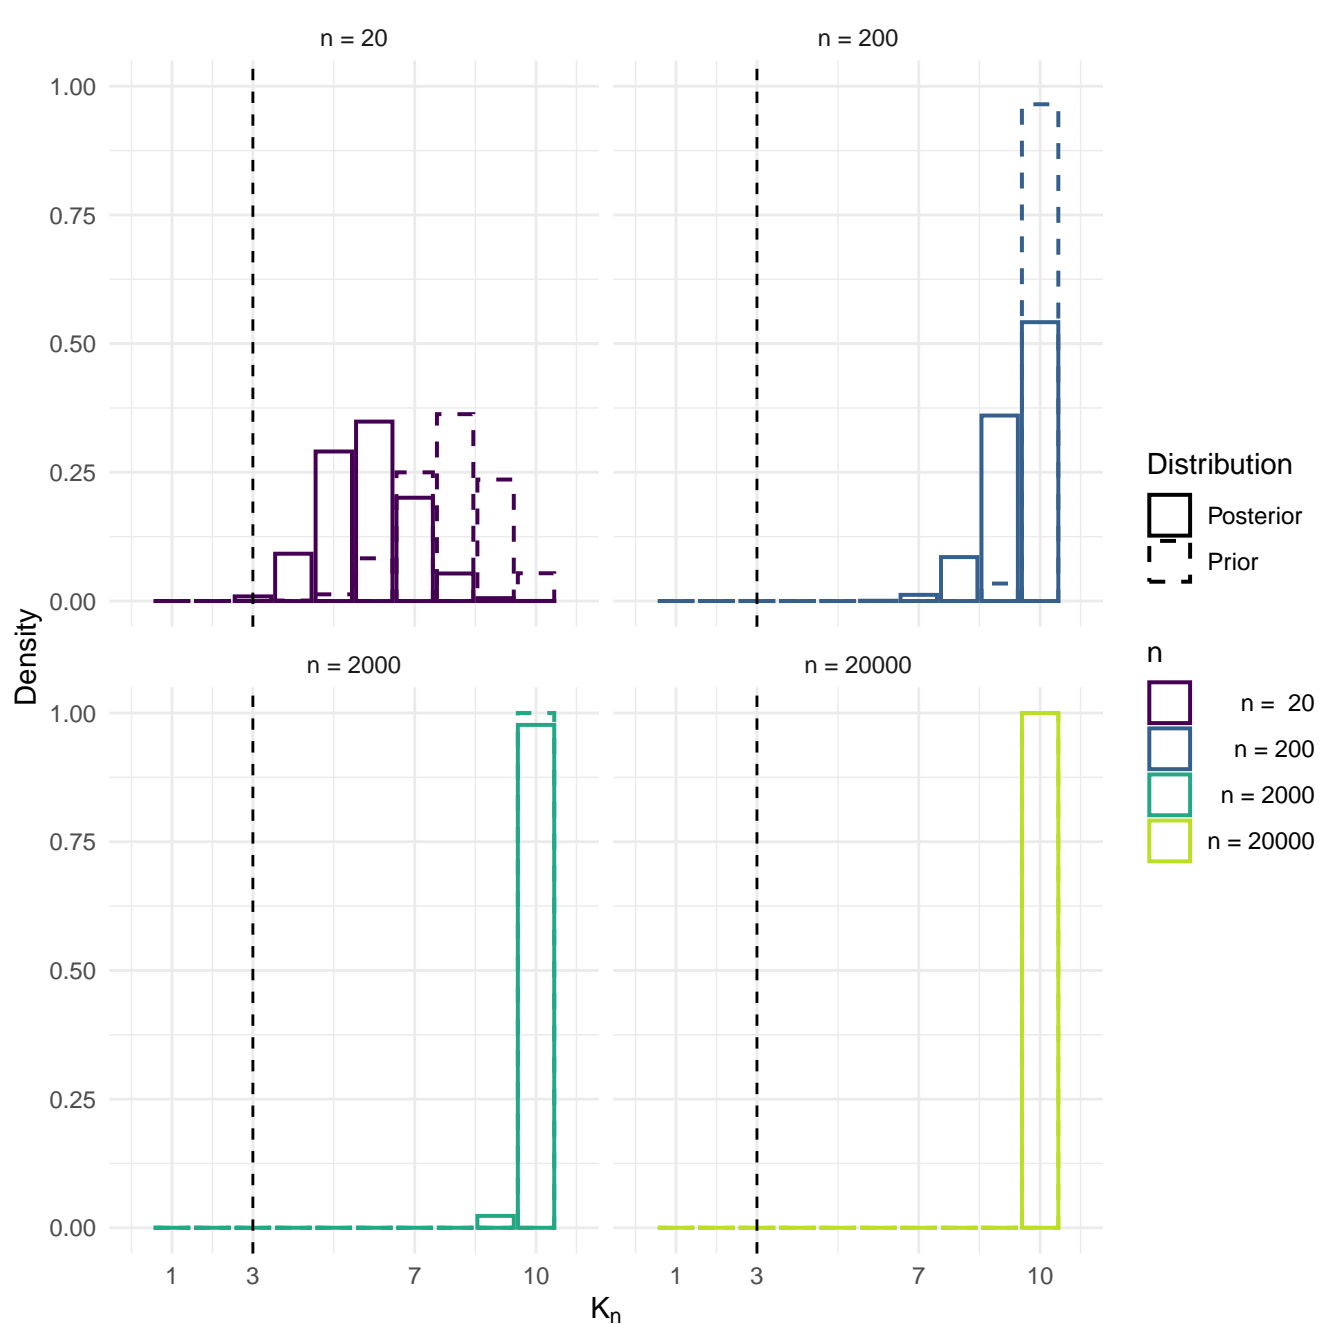 n = 20
n = 200
1.00
0.75
0.50
0.25
0.00
n = 2000
n = 20000
1.00
0.75
0.50
0.25
0.00
1 3 7 10
1 3 7 10
Density
Kn
Distribution
Posterior
Prior
n
n = 20
n = 200
n = 2000
n = 20000